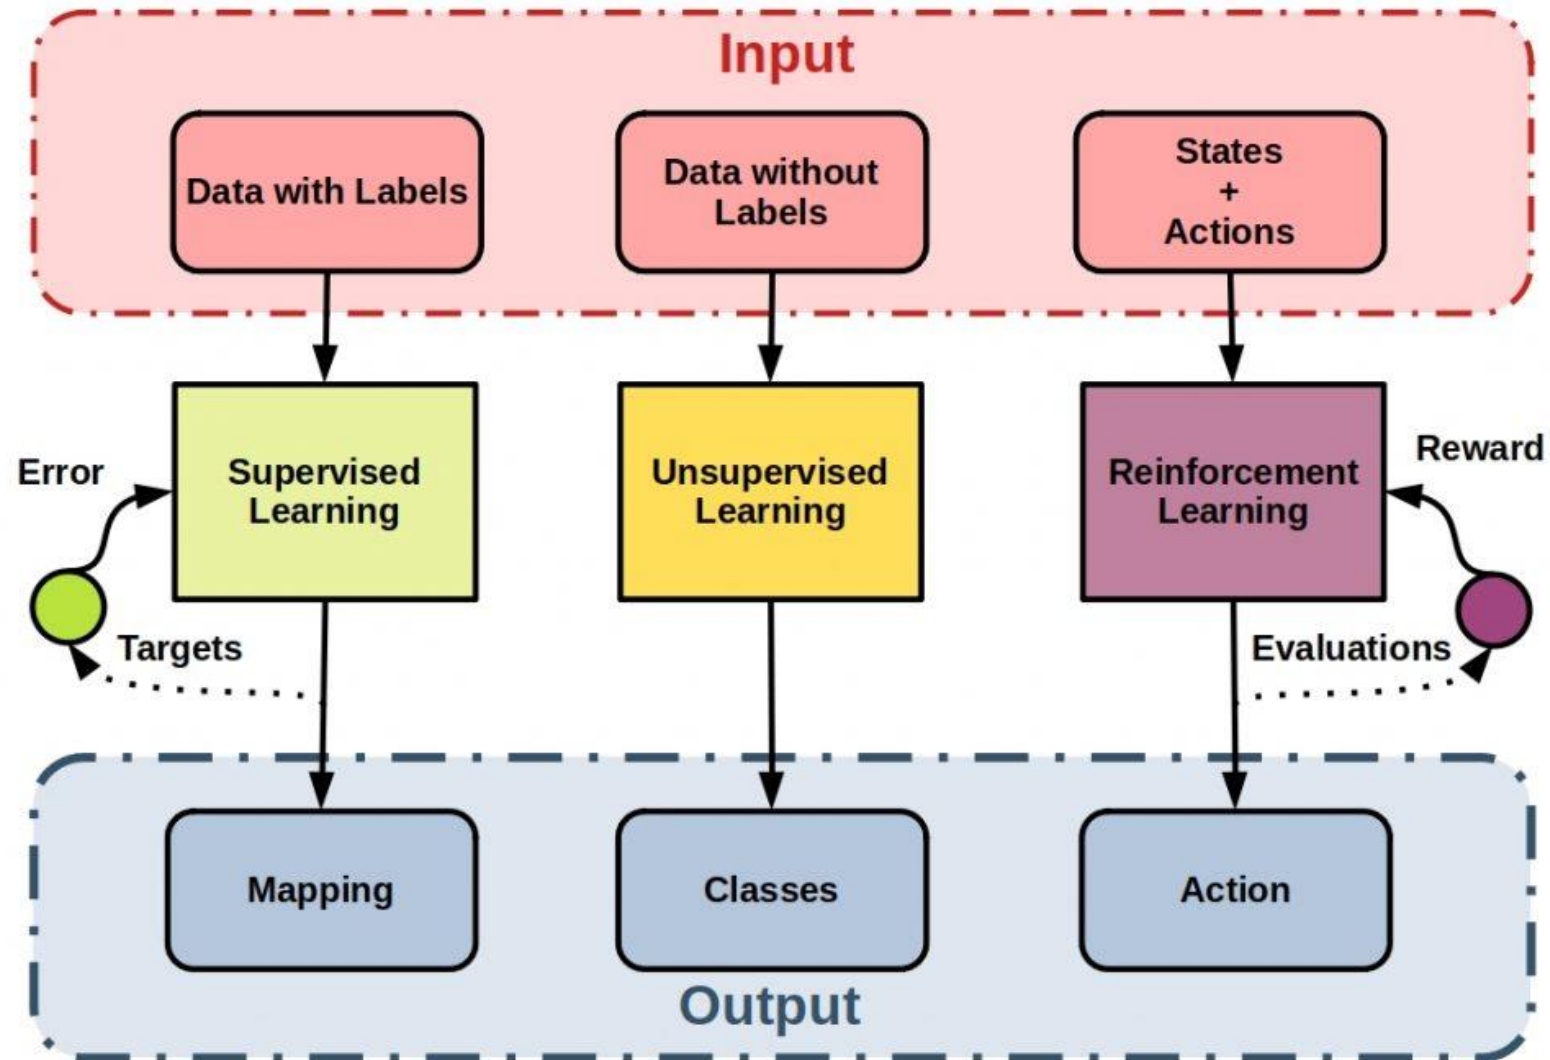 Input
Data with Labels
Data without
Labels
States
+
Actions
Error
Supervised
Learning
Unsupervised
Learning
Reinforcement
Learning
Reward
Targets
Evaluations
Mapping
Classes
Action
Output